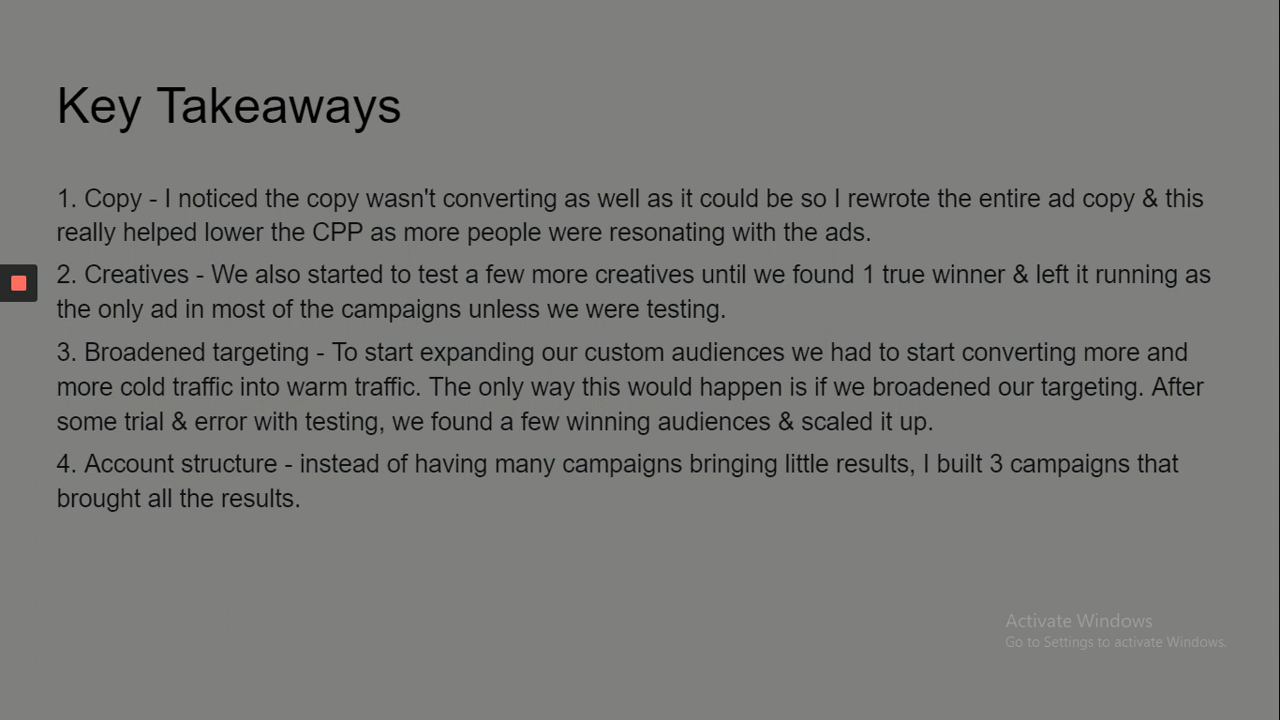 Key Takeaways
1. Copy - I noticed the copy wasn't converting as well as it could be so I rewrote the entire ad copy & this
really helped lower the CPP as more people were resonating with the ads.
2. Creatives - We also started to test a few more creatives until we found 1 true winner & left it running as
the only ad in most of the campaigns unless we were testing.
3. Broadened targeting - To start expanding our custom audiences we had to start converting more and
more cold traffic into warm traffic. The only way this would happen is if we broadened our targeting. After
some trial & error with testing, we found a few winning audiences & scaled it up.
4. Account structure - instead of having many campaigns bringing little results, I built 3 campaigns that
brought all the results.
Activate Windows
Go to Settings to activate Windows.